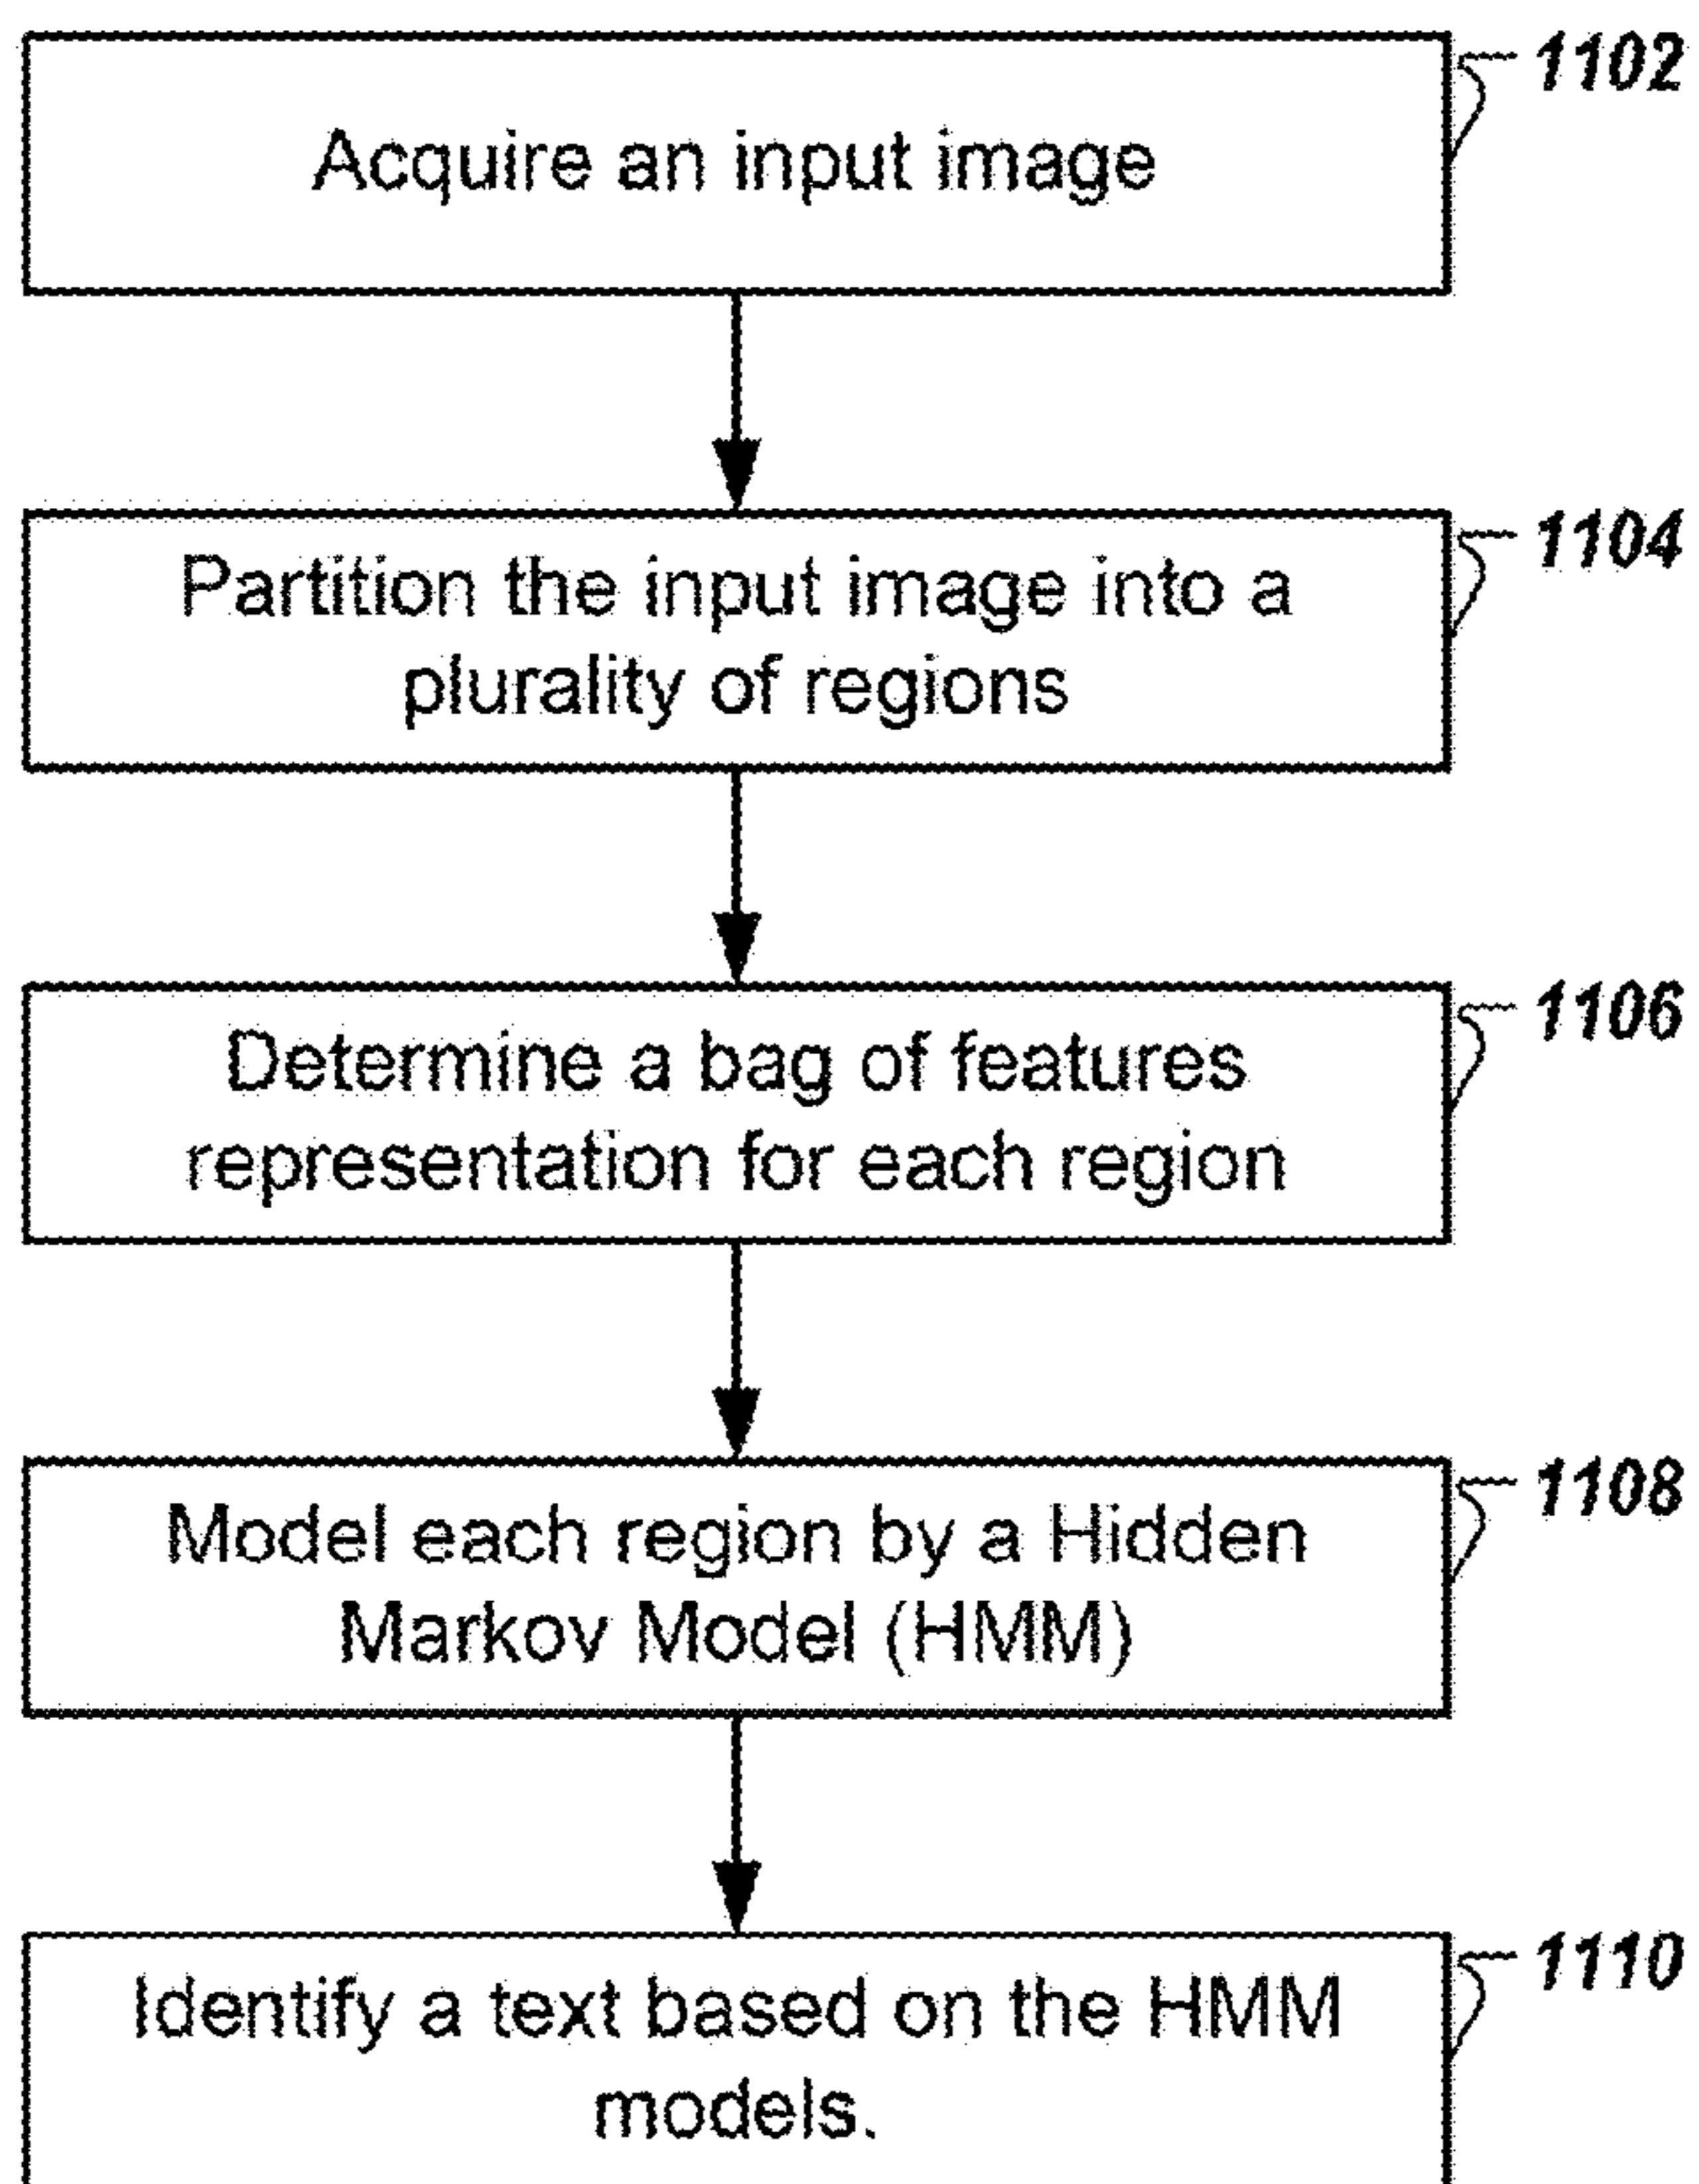 1102
Acquire an input image
1104
Partition the input image into a
plurality of regions
1106
Determine a bag of features
representation for each region
1108
Model each region by a Hidden
Markov Model (HMM)
1110
Identify a text based on the HMM
models.